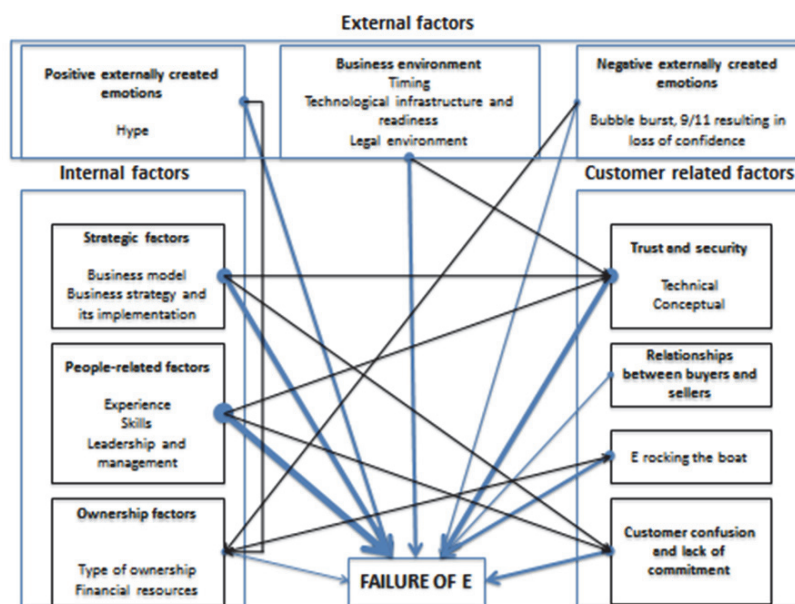 External factors
Positive externally created
emotions
Hype
Business environment
Timing
Technological infrastructure and
readiness
Legal environment
Negative externally created
emotions
Bubble burst, 9/11 resulting in
loss of confidence
Internal factors
Customer related factors
Strategic factors
Business model
Business strategy and
its implementation
People-related factors
Experience
Skills
Leadership and
management
Ownership factors
Type of ownership
Financial resources
Trust and security
Technical
Conceptual
Relationships
between buyers and
sellers
E rocking the boat
Customer confusion
and lack of
commitment
FAILURE OF E